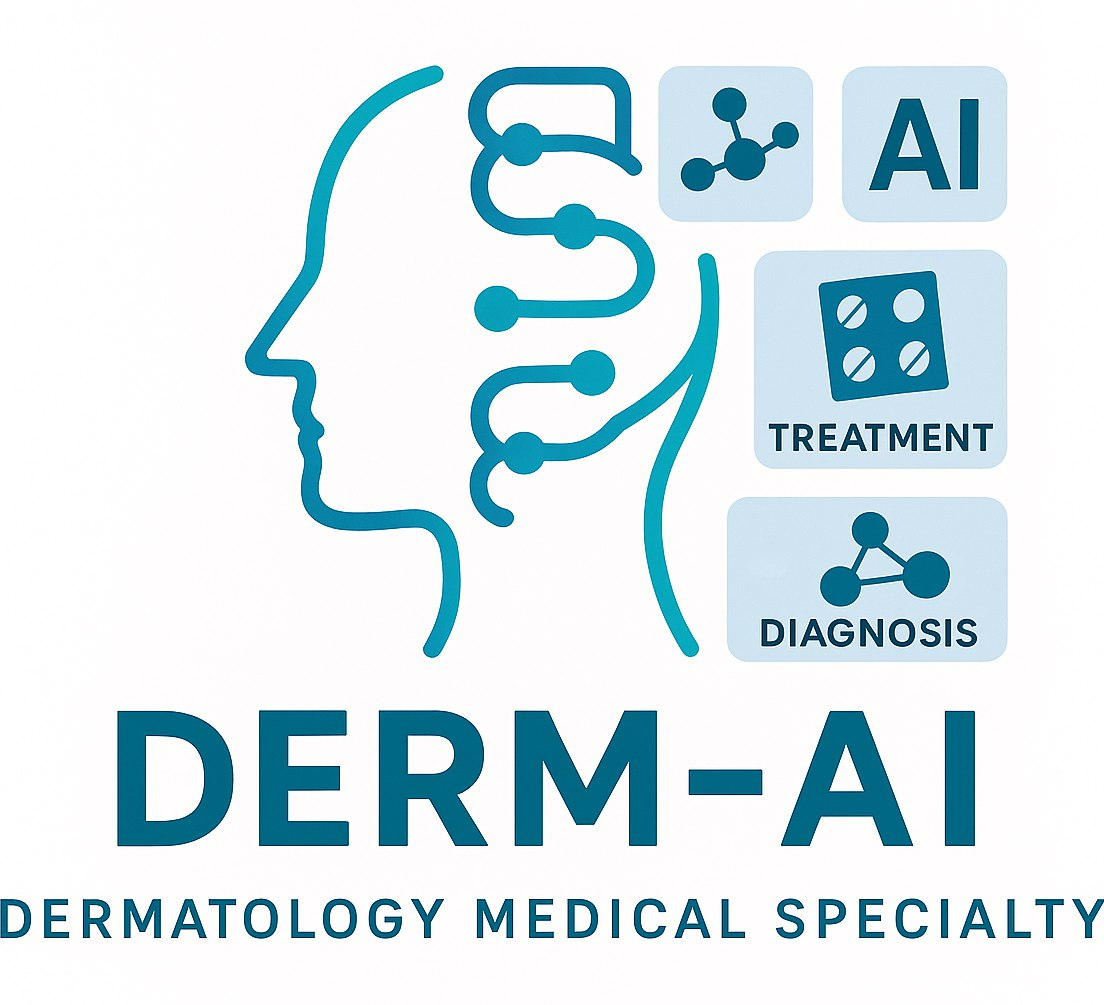 AI
TREATMENT
DIAGNOSIS
DERM-AI
DERMATOLOGY MEDICAL SPECIALTY